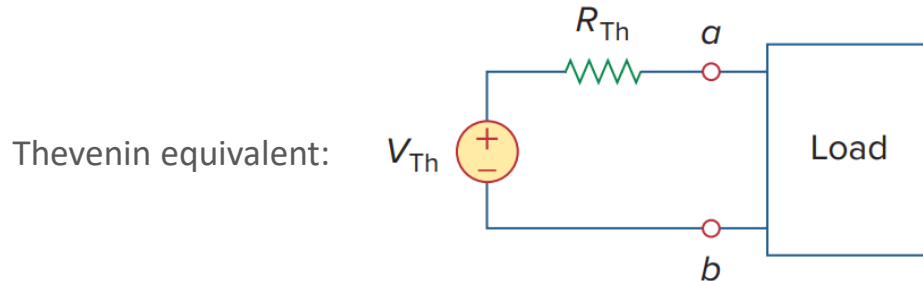 R_Th
a
Thevenin equivalent:
V_Th
+
−
Load
b